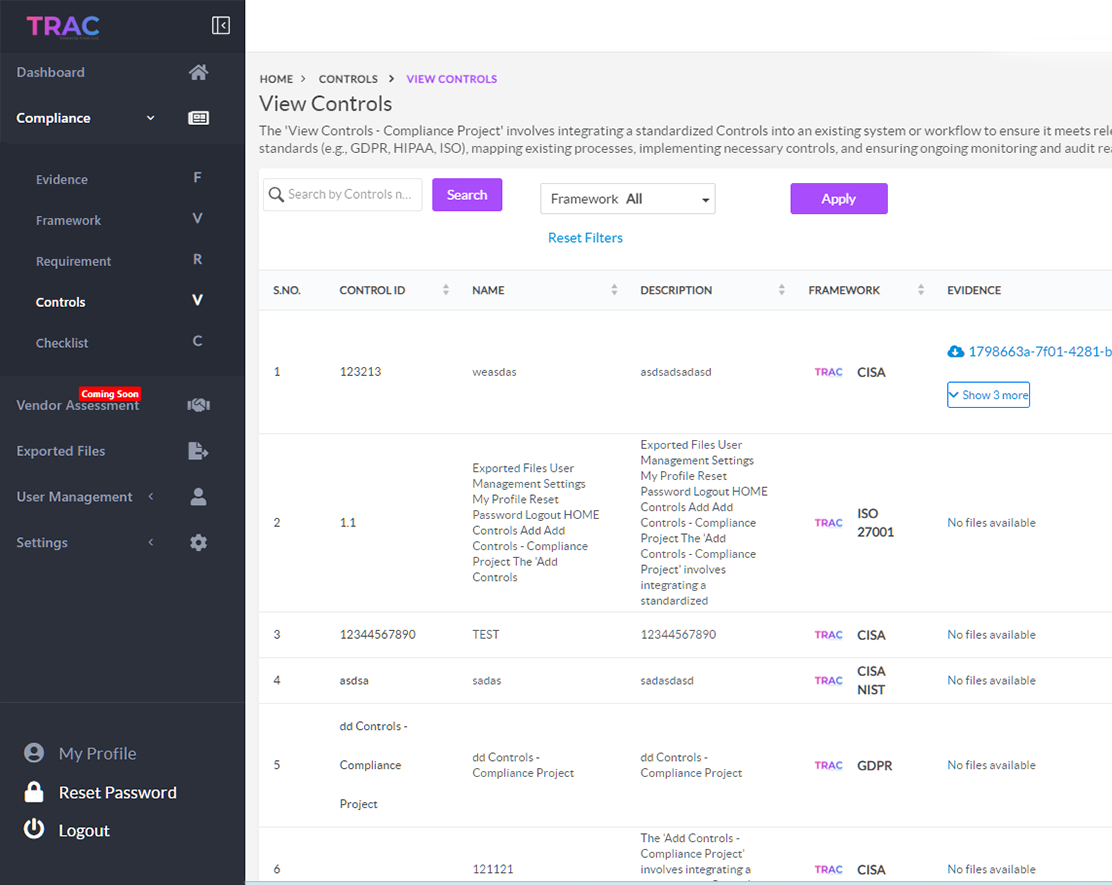 TRAC
Dashboard
Compliance
Evidence F
Framework V
Requirement R
Controls V
Checklist C
Coming Soon
Vendor Assessment
Exported Files
User Management
Settings
My Profile
Reset Password
Logout
HOME > CONTROLS > VIEW CONTROLS
View Controls
The 'View Controls - Compliance Project' involves integrating a standardized Controls into an existing system or workflow to ensure it meets rel
standards (e.g., GDPR, HIPAA, ISO), mapping existing processes, implementing necessary controls, and ensuring ongoing monitoring and audit rea
Search by Controls n...
Search
Framework All
Apply
Reset Filters
S.NO. CONTROL ID NAME DESCRIPTION FRAMEWORK EVIDENCE
1 123213 weasdas asdsadsadasd TRAC CISA
1798663a-7f01-4281-b
Show 3 more
2 1.1
Exported Files User
Management Settings
My Profile Reset
Password Logout HOME
Controls Add Add
Controls - Compliance
Project The 'Add
Controls
Exported Files User
Management Settings
My Profile Reset
Password Logout HOME
Controls Add Add
Controls - Compliance
Project The 'Add
Controls - Compliance
Project' involves
integrating a
standardized
TRAC
ISO
27001
No files available
3 12344567890 TEST 12344567890 TRAC CISA No files available
4 asdsa sadas sadasdasd TRAC
CISA
NIST
No files available
5
dd Controls -
Compliance
Project
dd Controls -
Compliance Project
dd Controls -
Compliance Project
TRAC GDPR No files available
6 121121
The 'Add Controls -
Compliance Project'
involves integrating a
TRAC CISA No files available